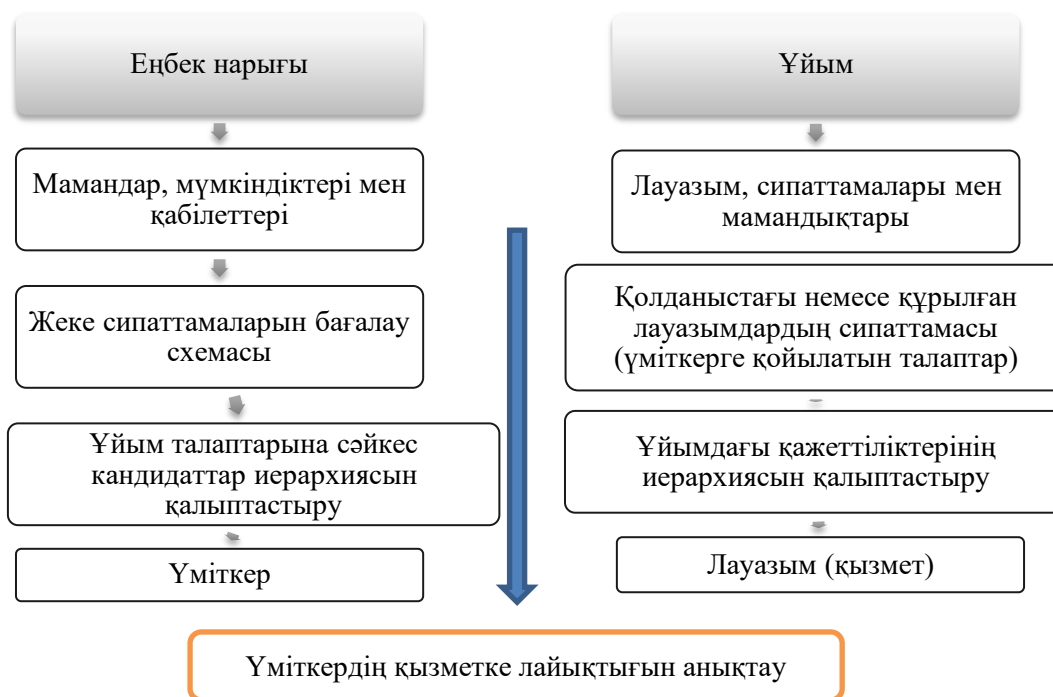 Еңбек нарығы
Мамандар, мүмкіндіктері мен
қабілеттері
Жеке сипаттамаларын бағалау
схемасы
Ұйым талаптарына сәйкес
кандидаттар иерархиясын
қалыптастыру
Үміткер
Ұйым
Лауазым, сипаттамалары мен
мамандықтары
Қолданыстағы немесе құрылған
лауазымдардың сипаттамасы
(үміткерге қойылатын талаптар)
Ұйымдағы қажеттіліктерінің
иерархиясын қалыптастыру
Лауазым (қызмет)
Үміткердің қызметке лайықтығын анықтау